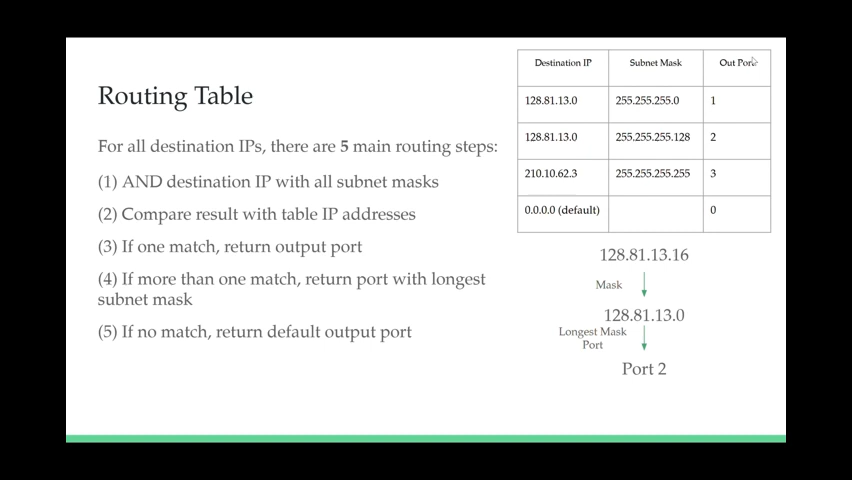 Routing Table
For all destination IPs, there are 5 main routing steps:
(1) AND destination IP with all subnet masks
(2) Compare result with table IP addresses
(3) If one match, return output port
(4) If more than one match, return port with longest
subnet mask
(5) If no match, return default output port
Destination IP Subnet Mask Out Port
128.81.13.0 255.255.255.0 1
128.81.13.0 255.255.255.128 2
210.10.62.3 255.255.255.255 3
0.0.0.0 (default) 0
128.81.13.16
Mask
128.81.13.0
Longest Mask
Port
Port 2